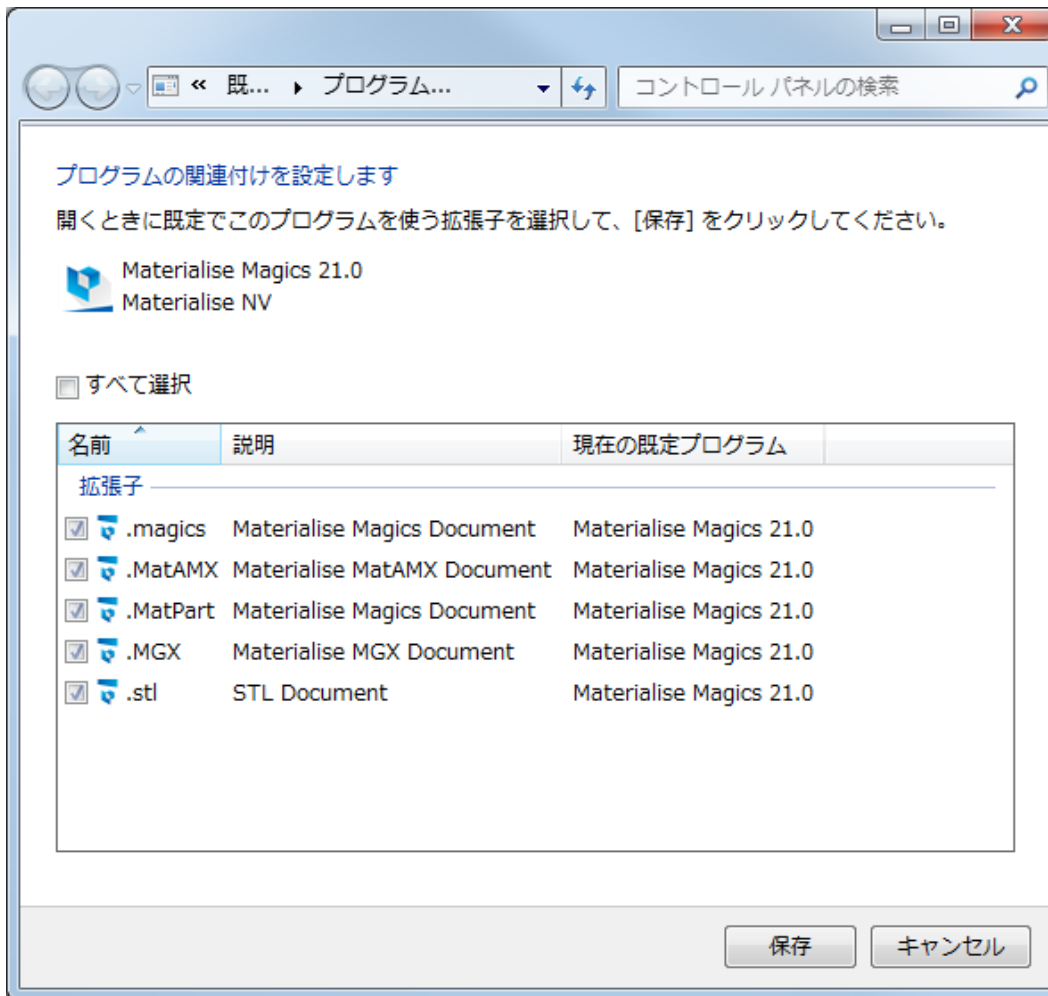 « 既... プログラム... コントロール パネルの検索
プログラムの関連付けを設定します
開くときに既定でこのプログラムを使う拡張子を選択して、[保存] をクリックしてください。
Materialise Magics 21.0
Materialise NV
すべて選択
名前 説明 現在の既定プログラム
拡張子
.magics Materialise Magics Document Materialise Magics 21.0
.MatAMX Materialise MatAMX Document Materialise Magics 21.0
.MatPart Materialise Magics Document Materialise Magics 21.0
.MGX Materialise MGX Document Materialise Magics 21.0
.stl STL Document Materialise Magics 21.0
保存 キャンセル